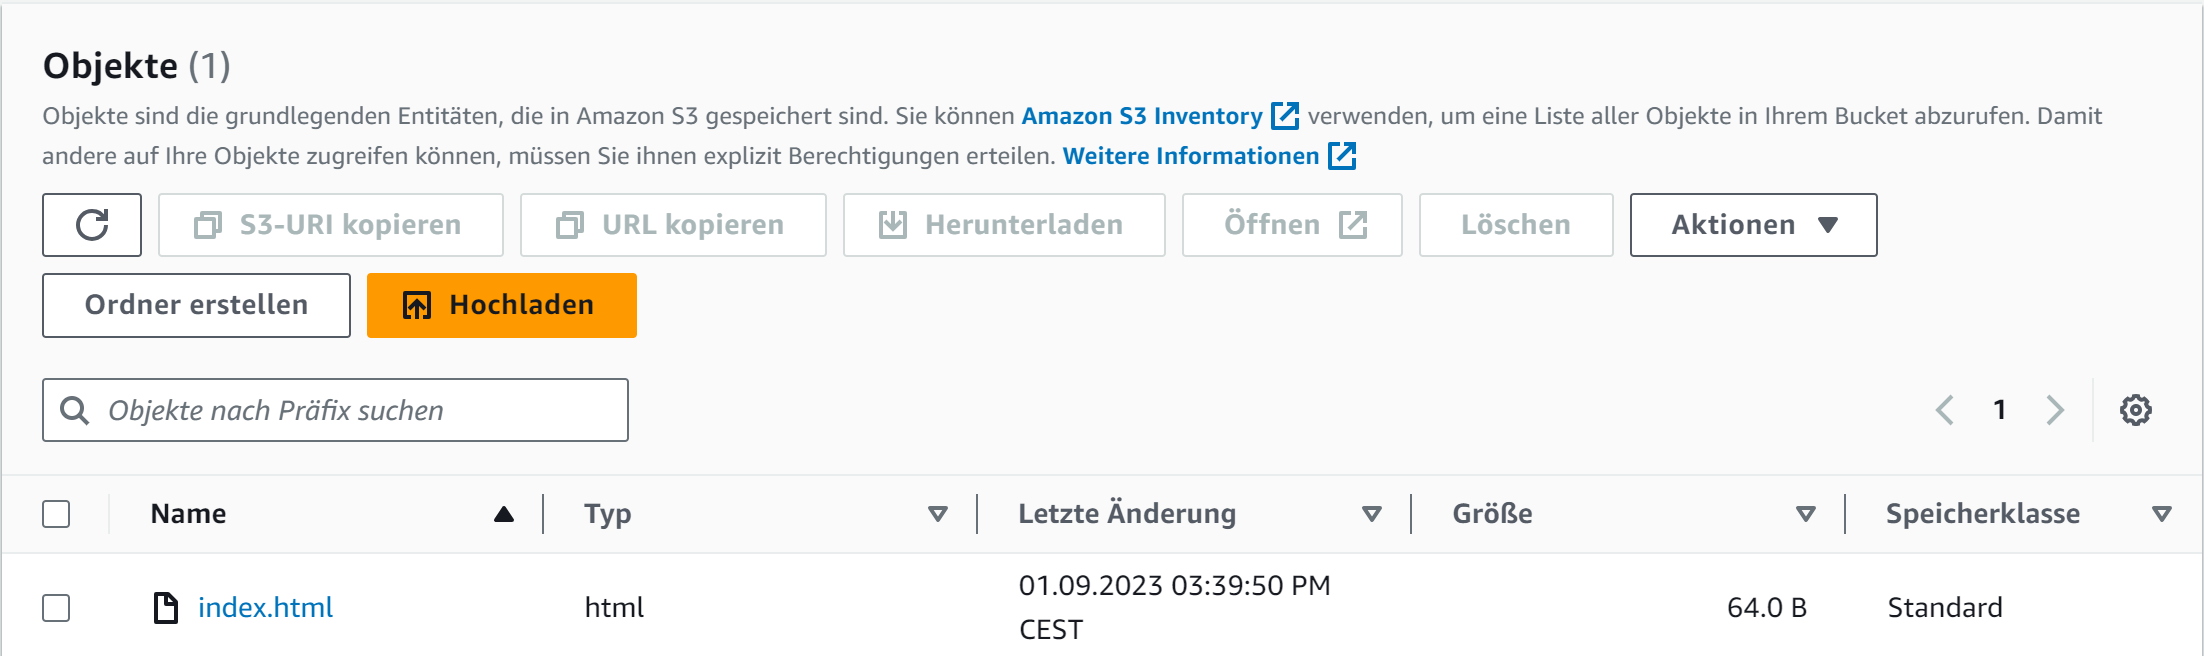 Objekte (1)
Objekte sind die grundlegenden Entitäten, die in Amazon S3 gespeichert sind. Sie können Amazon S3 Inventory verwenden, um eine Liste aller Objekte in Ihrem Bucket abzurufen. Damit
andere auf Ihre Objekte zugreifen können, müssen Sie ihnen explizit Berechtigungen erteilen. Weitere Informationen
S3-URI kopieren URL kopieren Herunterladen Öffnen Löschen Aktionen
Ordner erstellen Hochladen
Objekte nach Präfix suchen 1
Name Typ Letzte Änderung Größe Speicherklasse
index.html html 01.09.2023 03:39:50 PM CEST 64.0 B Standard